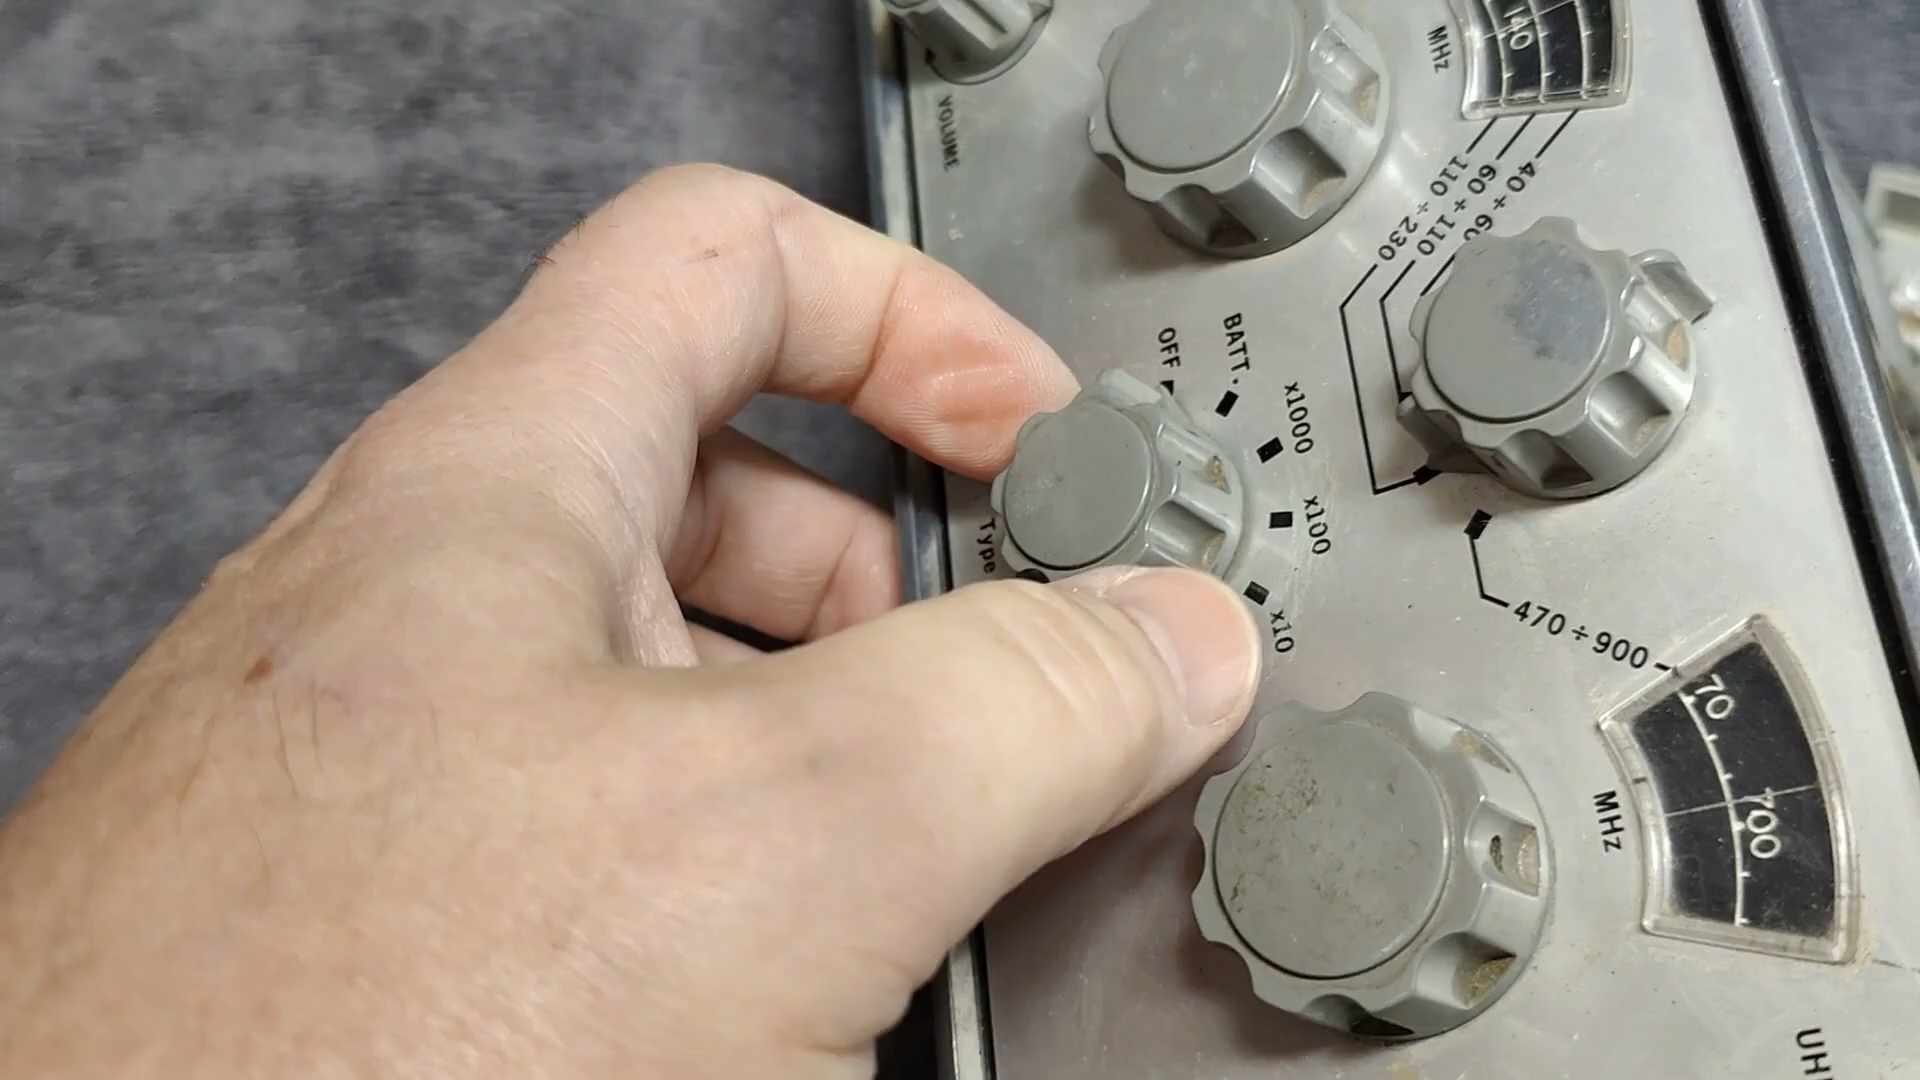 VOLUME
MHz
40 ÷ 60
60 ÷ 110
110 ÷ 230
OFF
BATT.
x1000
x100
x10
Type
470 ÷ 900
70
700
MHz